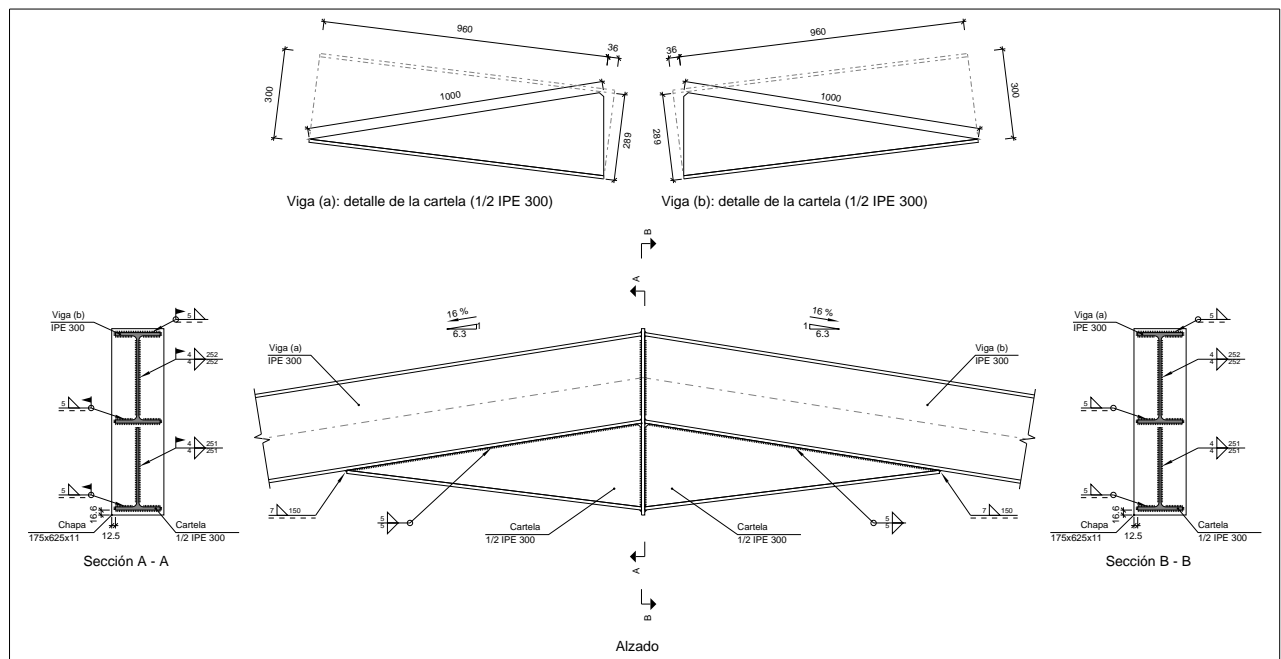 960
36
300
1000
289
Viga (a): detalle de la cartela (1/2 IPE 300)
36
960
1000
300
289
Viga (b): detalle de la cartela (1/2 IPE 300)
B
A
Viga (b)
IPE 300
5
4 252
4 252
5
4 251
4 251
5
16.6
Chapa
175x625x11
12.5
Cartela
1/2 IPE 300
Sección A - A
16 %
1
6.3
Viga (a)
IPE 300
7 150
5
5
Cartela
1/2 IPE 300
16 %
1
6.3
Viga (b)
IPE 300
Cartela
1/2 IPE 300
5
5
7 150
A
B
Alzado
Viga (a)
IPE 300
5
4 252
4 252
5
4 251
4 251
5
16.6
Chapa
175x625x11
12.5
Cartela
1/2 IPE 300
Sección B - B